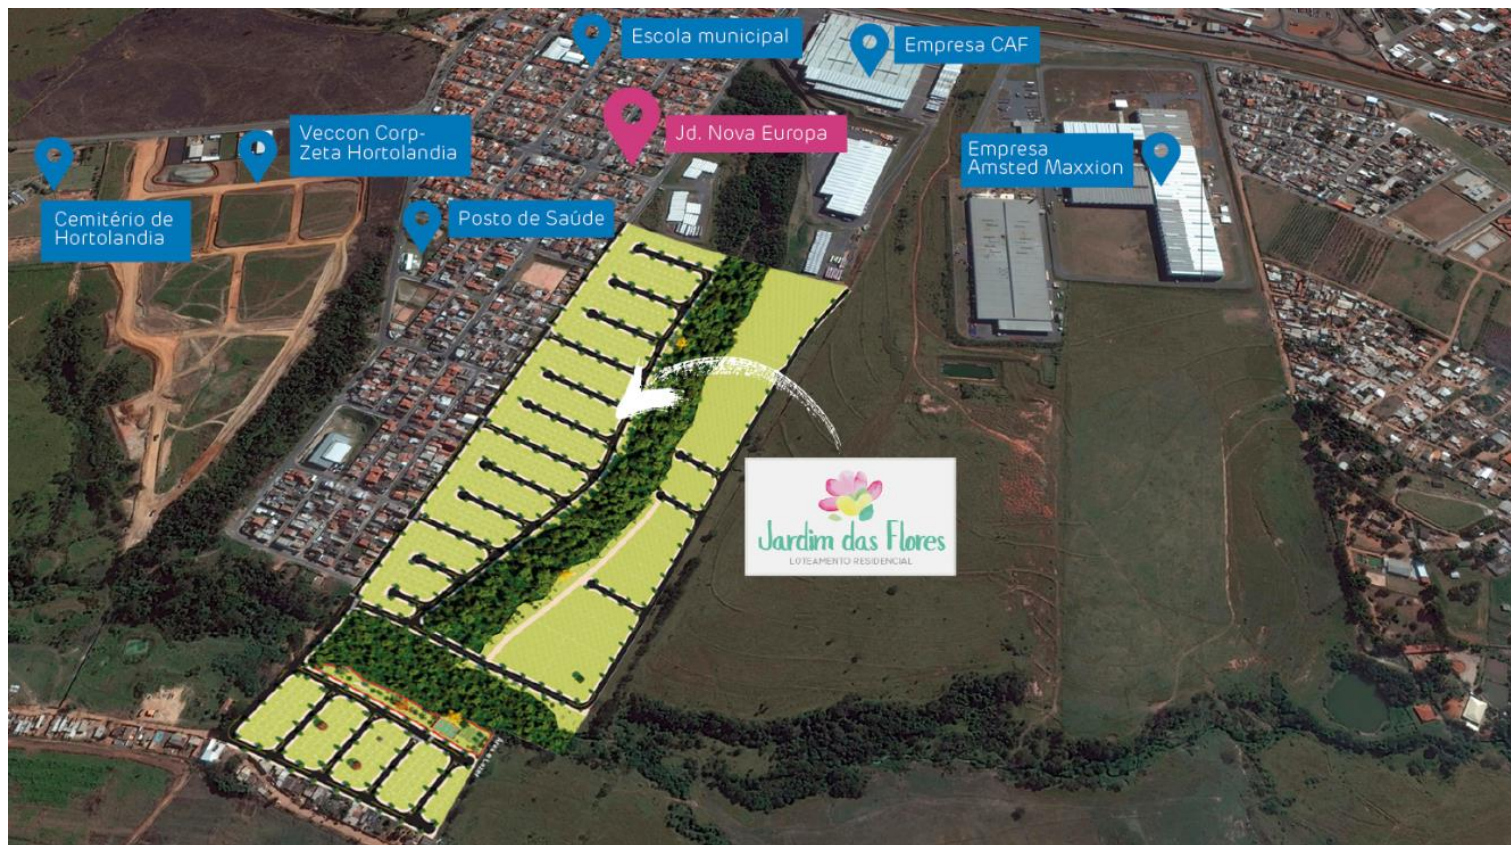 Escola municipal
Empresa CAF
Veccon Corp-
Zeta Hortolandia
Jd. Nova Europa
Empresa
Amsted Maxxion
Cemitério de
Hortolandia
Posto de Saúde
Jardim das Flores
LOTEAMENTO RESIDENCIAL